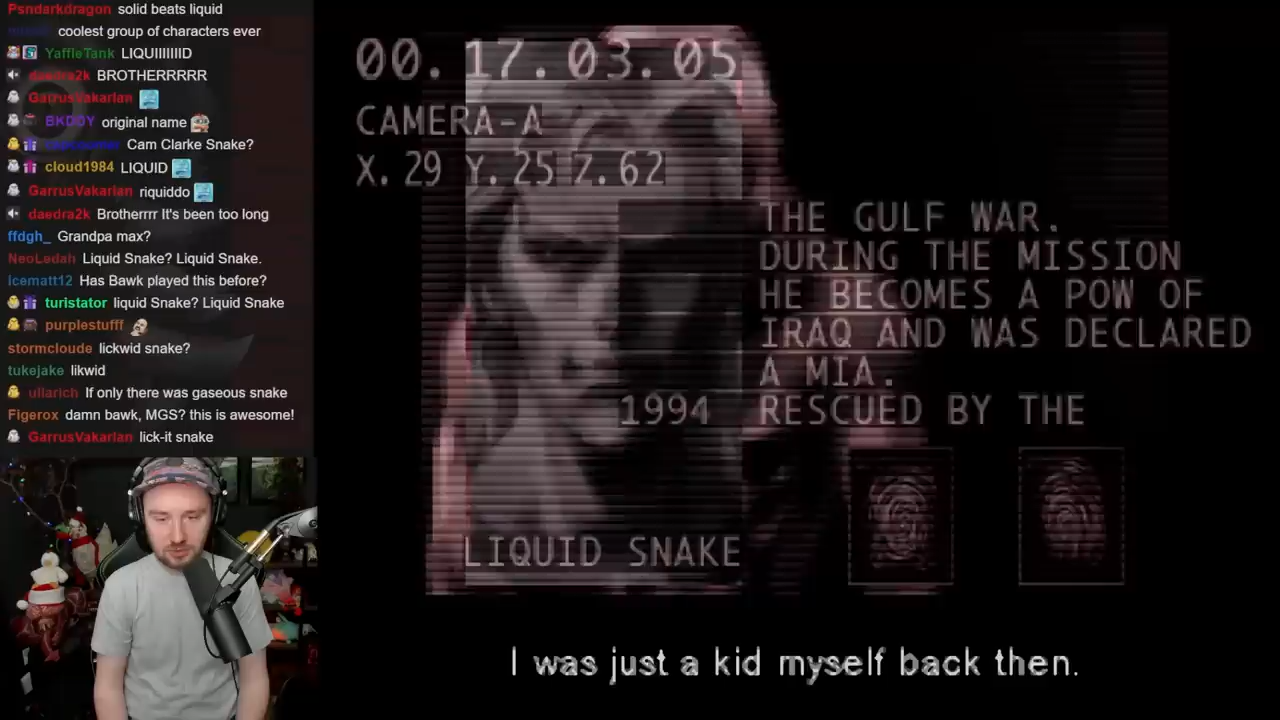 Psndarkdragon solid beats liquid
coolest group of characters ever
YaffleTank LIQUIIIIIIID
daedra2k BROTHERRRRR
GarrusVakarian
BKDDY original name
Cam Clarke Snake?
cloud1984 LIQUID
GarrusVakarian riquiddo
daedra2k Brotherrr It's been too long
ffdgh_ Grandpa max?
NeoLedah Liquid Snake? Liquid Snake.
icematt12 Has Bawk played this before?
turistator liquid Snake? Liquid Snake
purplestufff
stormcloude lickwid snake?
tukejake likwid
ullarich If only there was gaseous snake
Figerox damn bawk, MGS? this is awesome!
GarrusVakarian lick-it snake
00.17.03.05
CAMERA-A
X.29 Y.25 Z.62
THE GULF WAR.
DURING THE MISSION
HE BECOMES A POW OF
IRAQ AND WAS DECLARED
A MIA.
1994 RESCUED BY THE
LIQUID SNAKE
I was just a kid myself back then.